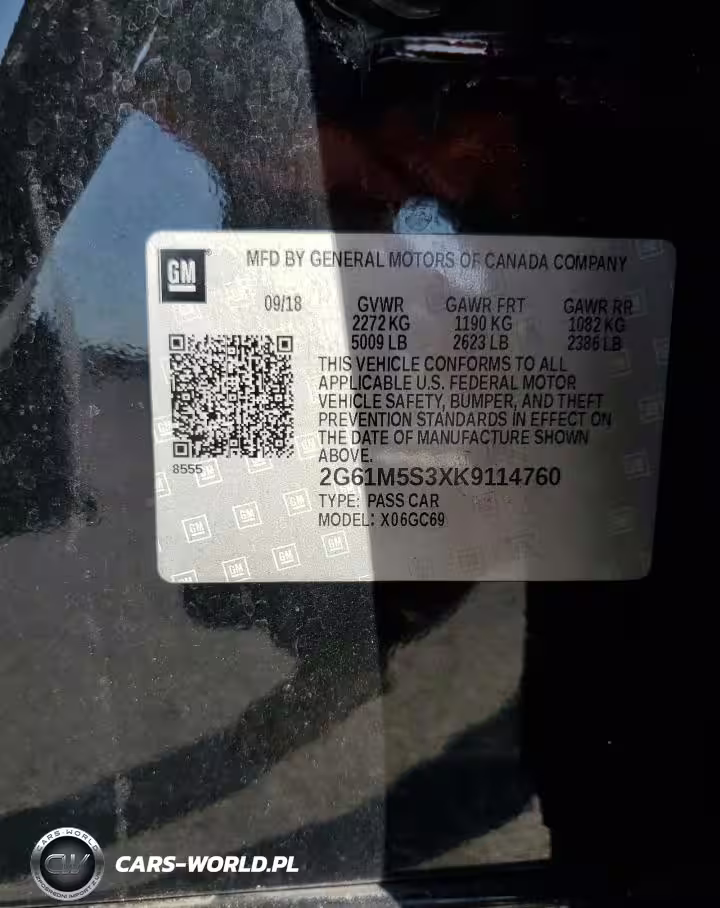 GM
MFD BY GENERAL MOTORS OF CANADA COMPANY
09/18 GVWR GAWR FRT GAWR RR
2272 KG 1190 KG 1082 KG
5009 LB 2623 LB 2386 LB
THIS VEHICLE CONFORMS TO ALL
APPLICABLE U.S. FEDERAL MOTOR
VEHICLE SAFETY, BUMPER, AND THEFT
PREVENTION STANDARDS IN EFFECT ON
THE DATE OF MANUFACTURE SHOWN
ABOVE.
8555
2G61M5S3XK9114760
TYPE: PASS CAR
MODEL: X06GC69
CARS-WORLD
CW
CARS-WORLD.PL